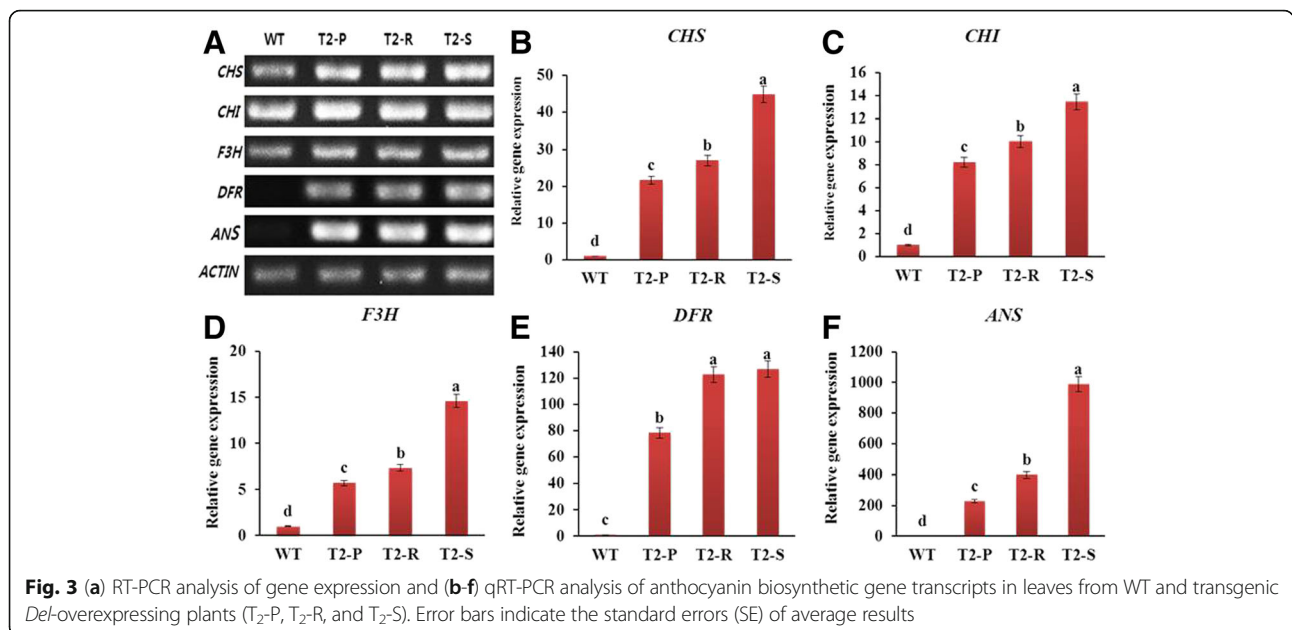 A
WT T2-P T2-R T2-S
CHS
CHI
F3H
DFR
ANS
ACTIN
B
CHS
Relative gene expression
50
40
30
20
10
0
d
c
b
a
WT T2-P T2-R T2-S
C
CHI
Relative gene expression
16
14
12
10
8
6
4
2
0
d
c
b
a
WT T2-P T2-R T2-S
D
F3H
Relative gene expression
20
15
10
5
0
d
c
b
a
WT T2-P T2-R T2-S
E
DFR
Relative gene expression
140
120
100
80
60
40
20
0
c
b
a
a
WT T2-P T2-R T2-S
F
ANS
Relative gene expression
1200
1000
800
600
400
200
0
d
c
b
a
WT T2-P T2-R T2-S
Fig. 3 (a) RT-PCR analysis of gene expression and (b-f) qRT-PCR analysis of anthocyanin biosynthetic gene transcripts in leaves from WT and transgenic
Del-overexpressing plants (T₂-P, T₂-R, and T₂-S). Error bars indicate the standard errors (SE) of average results